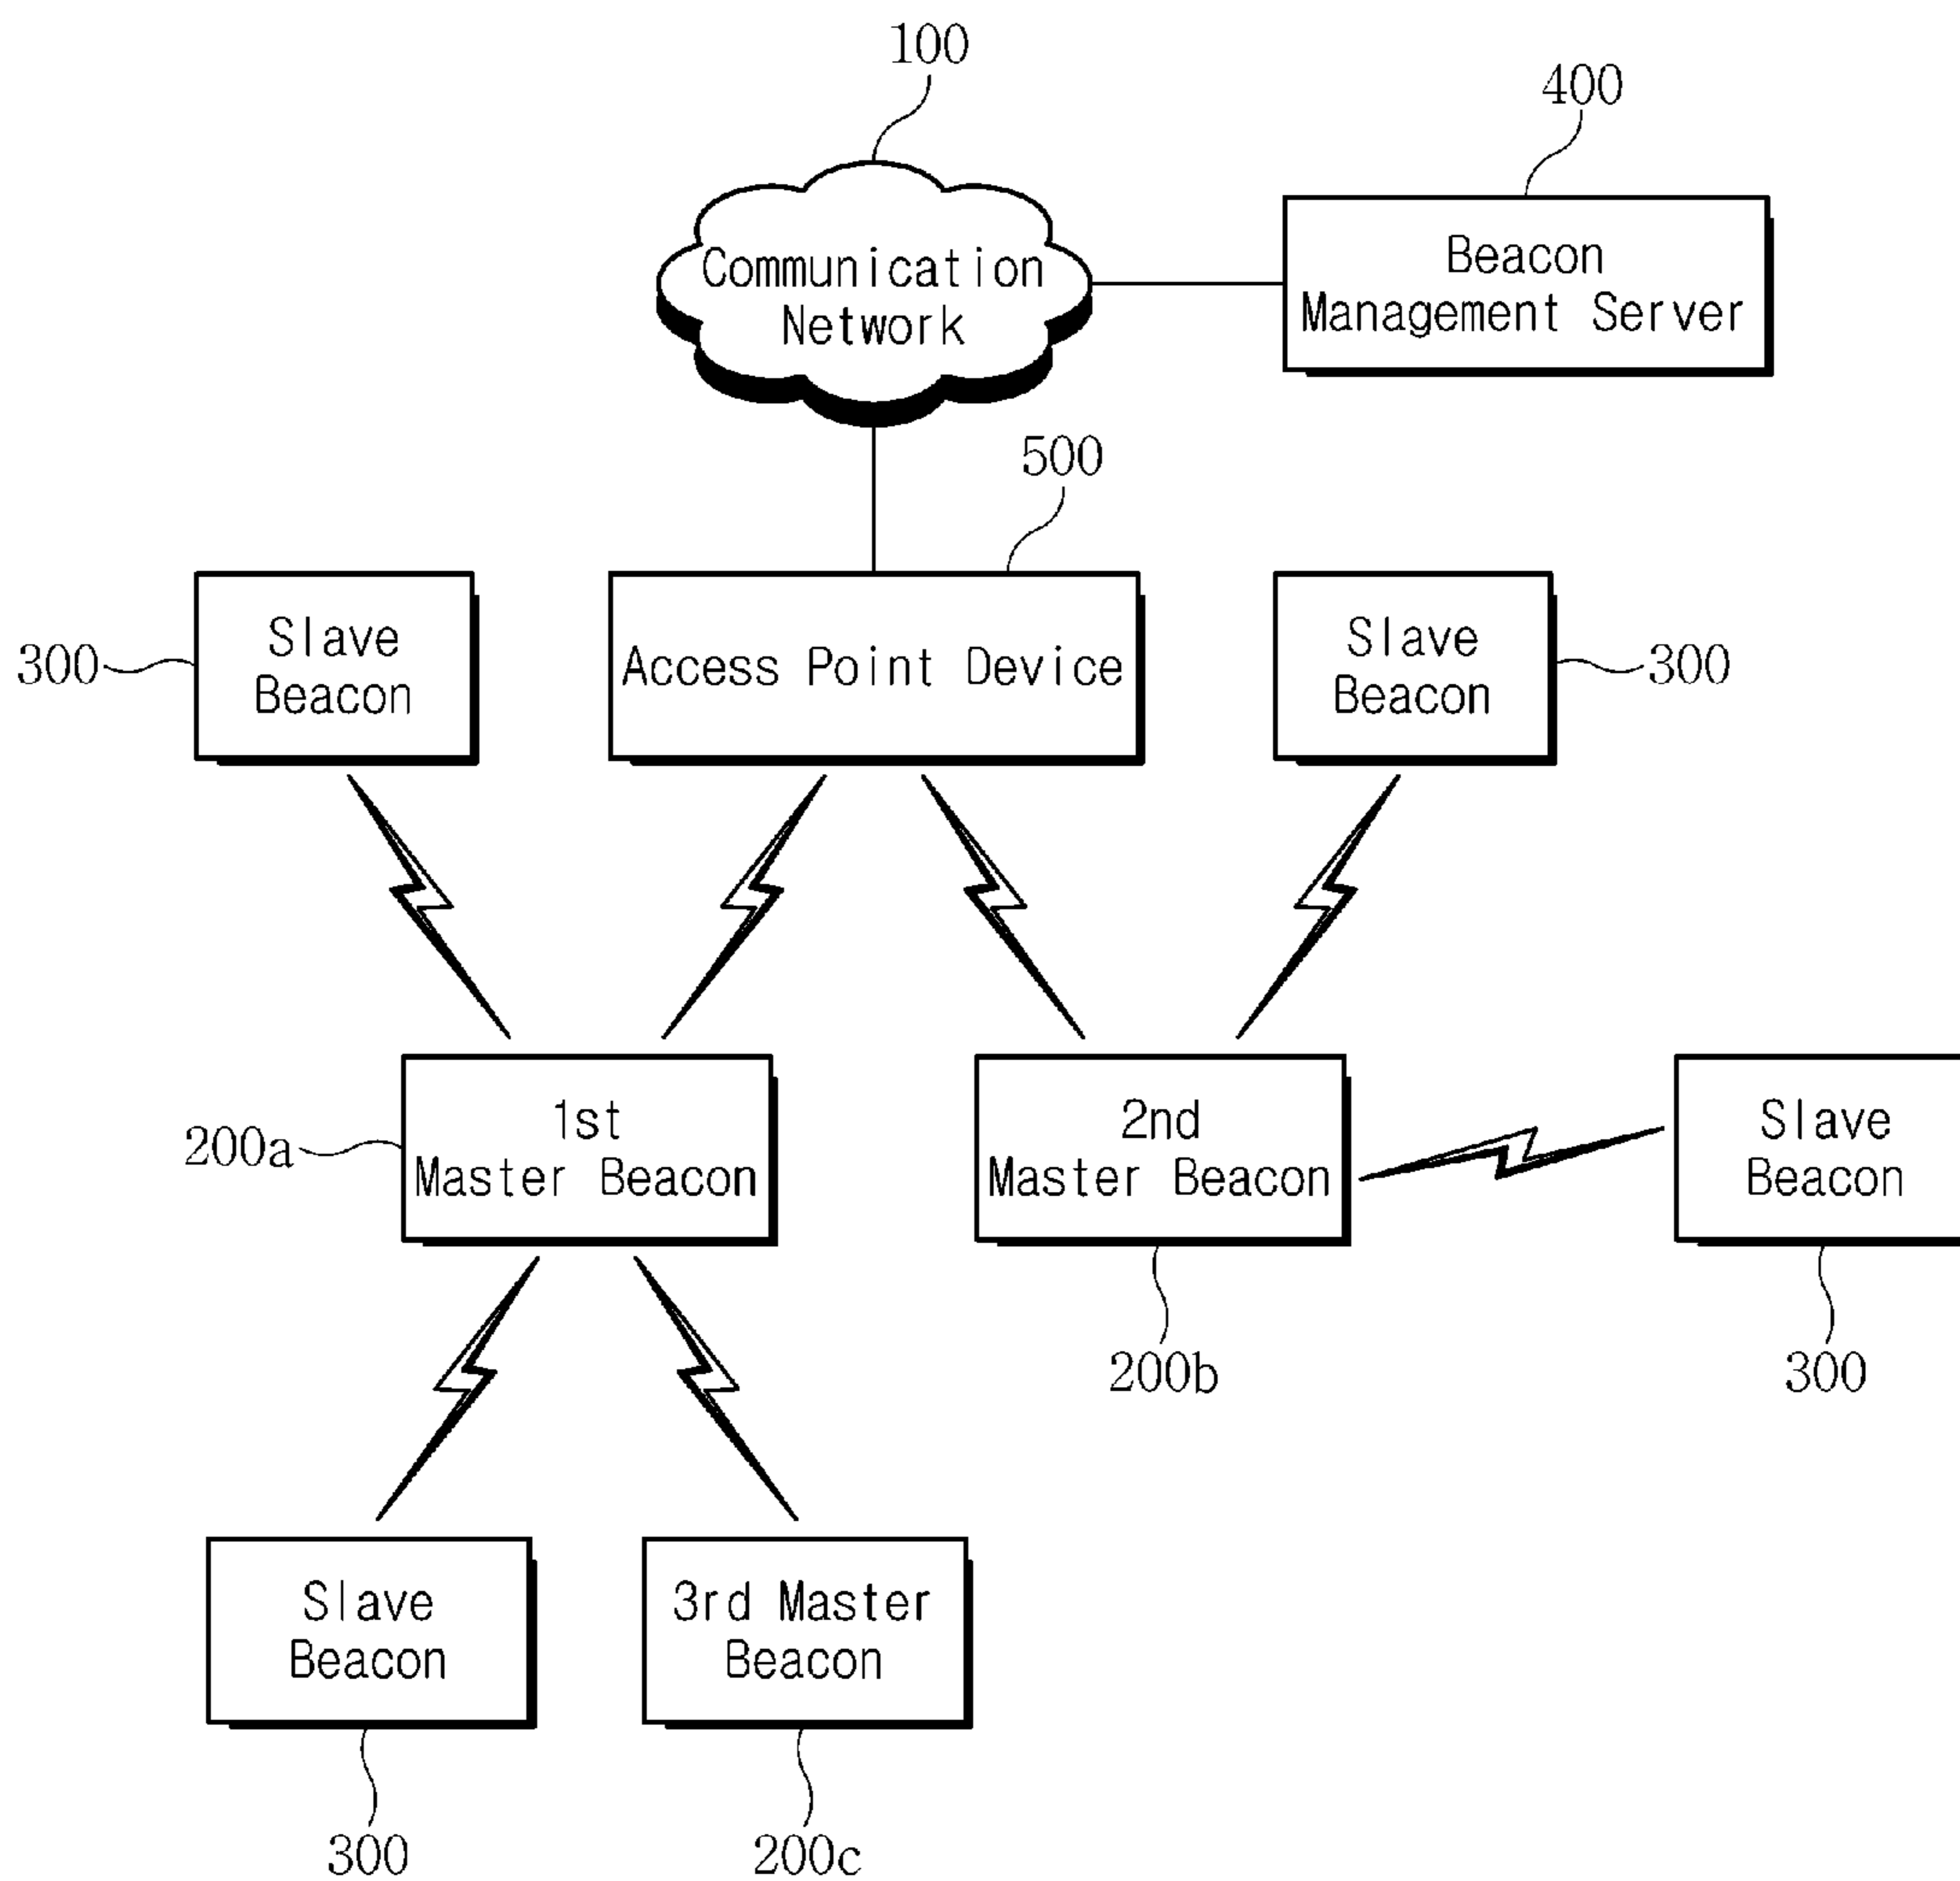 100
400
Communication
Network
Beacon
Management Server
500
300
Slave
Beacon
Access Point Device
Slave
Beacon
300
200a
1st
Master Beacon
2nd
Master Beacon
Slave
Beacon
200b
300
Slave
Beacon
3rd Master
Beacon
300
200c